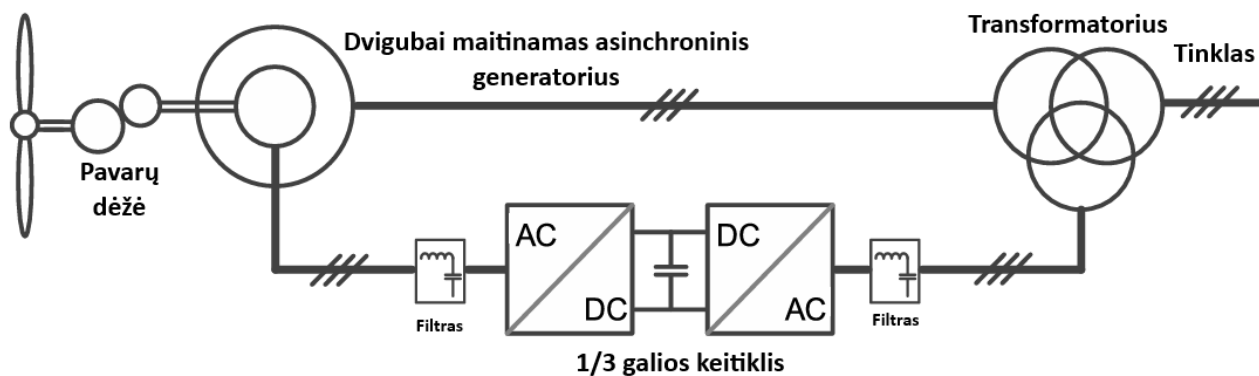 Dvigubai maitinamas asinchroninis
generatorius
Transformatorius
Tinklas
Pavarų
dėžė
AC
DC
DC
AC
Filtras
Filtras
1/3 galios keitiklis